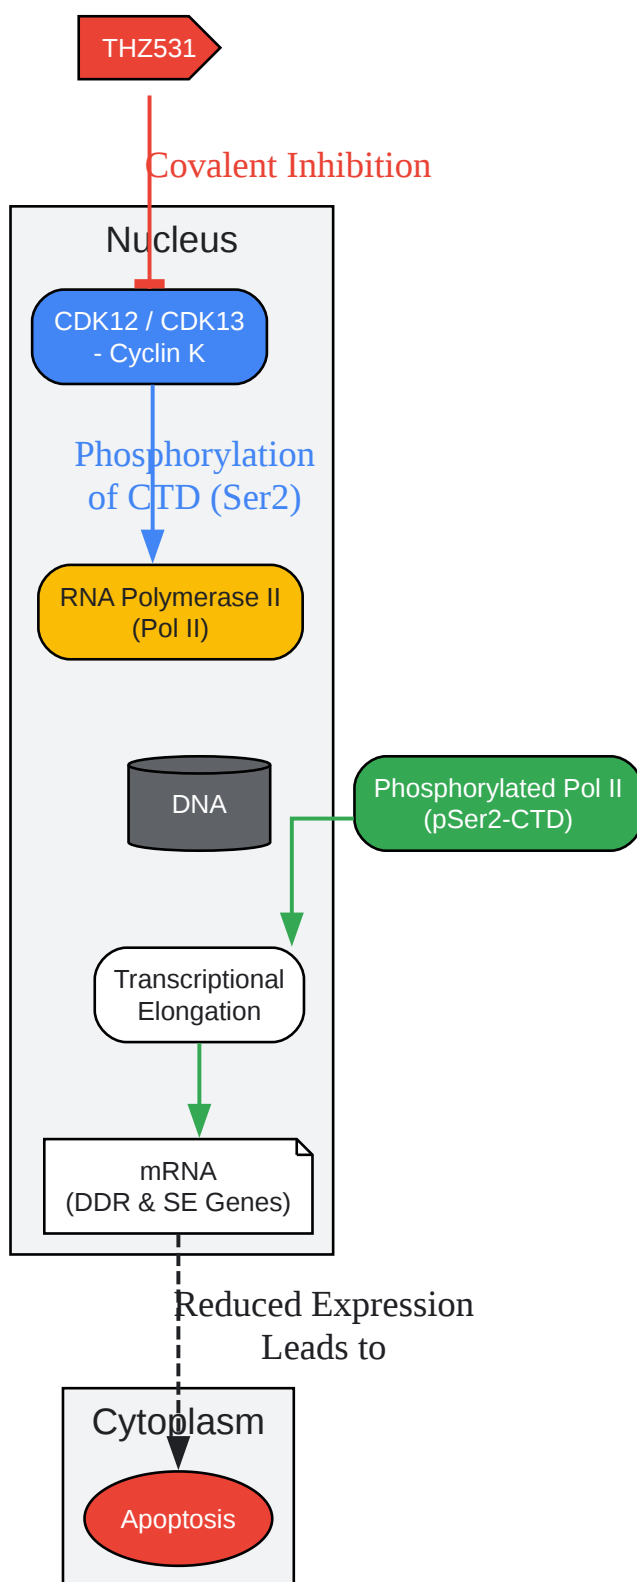 THZ531
Covalent Inhibition
Nucleus
CDK12 / CDK13
- Cyclin K
Phosphorylation
of CTD (Ser2)
RNA Polymerase II
(Pol II)
DNA
Phosphorylated Pol II
(pSer2-CTD)
Transcriptional
Elongation
mRNA
(DDR & SE Genes)
Reduced Expression
Leads to
Cytoplasm
Apoptosis